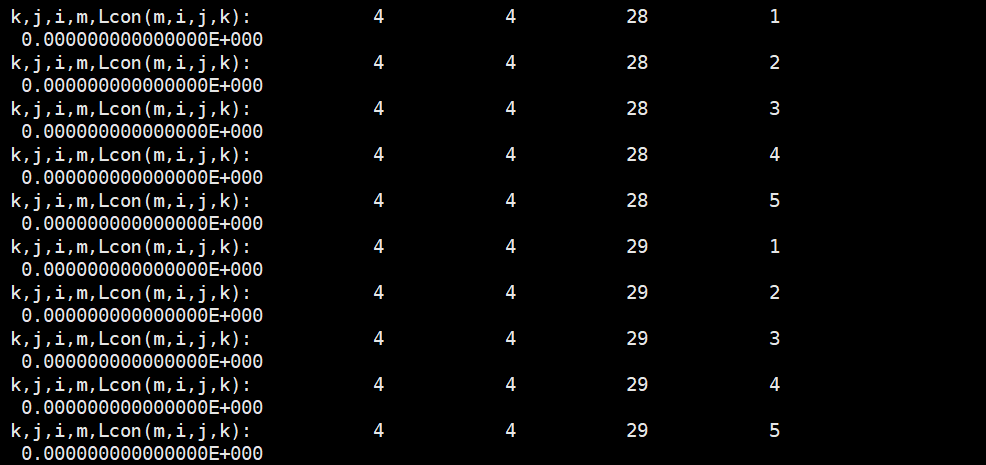 k,j,i,m,Lcon(m,i,j,k): 4 4 28 1
0.000000000000000E+000
k,j,i,m,Lcon(m,i,j,k): 4 4 28 2
0.000000000000000E+000
k,j,i,m,Lcon(m,i,j,k): 4 4 28 3
0.000000000000000E+000
k,j,i,m,Lcon(m,i,j,k): 4 4 28 4
0.000000000000000E+000
k,j,i,m,Lcon(m,i,j,k): 4 4 28 5
0.000000000000000E+000
k,j,i,m,Lcon(m,i,j,k): 4 4 29 1
0.000000000000000E+000
k,j,i,m,Lcon(m,i,j,k): 4 4 29 2
0.000000000000000E+000
k,j,i,m,Lcon(m,i,j,k): 4 4 29 3
0.000000000000000E+000
k,j,i,m,Lcon(m,i,j,k): 4 4 29 4
0.000000000000000E+000
k,j,i,m,Lcon(m,i,j,k): 4 4 29 5
0.000000000000000E+000